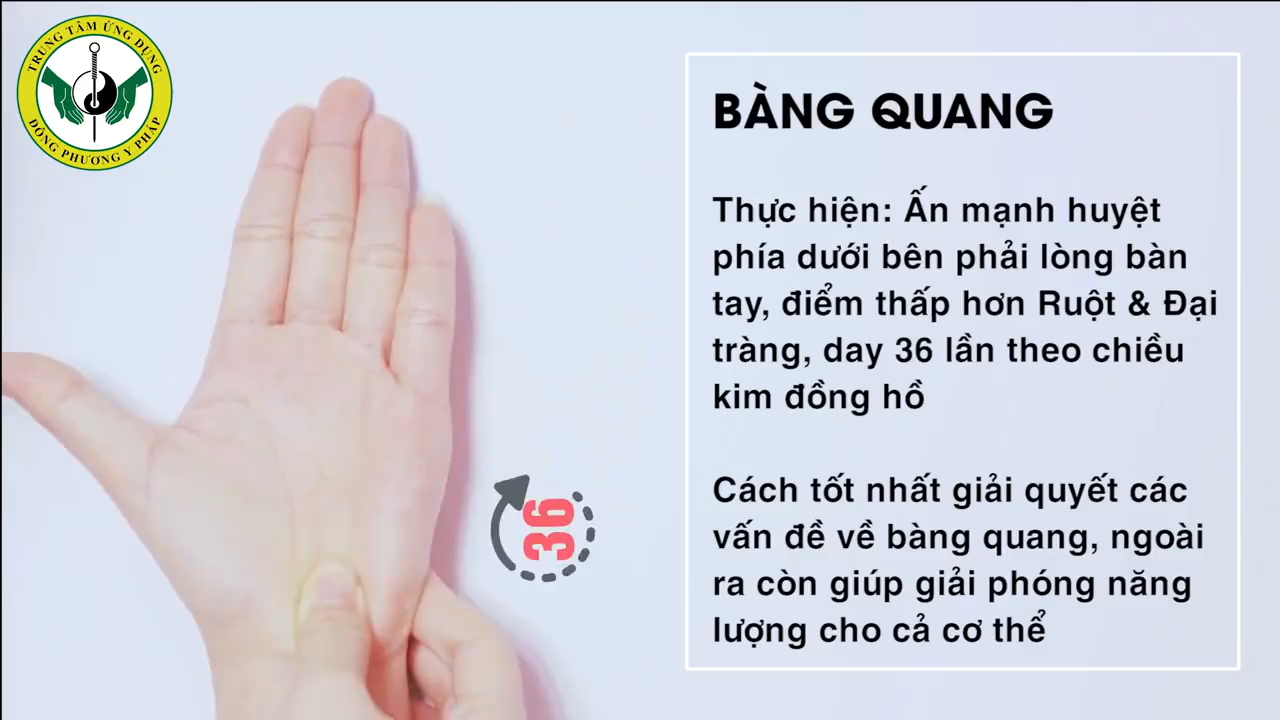 TRUNG TÂM ỨNG DỤNG
ĐÔNG PHƯƠNG Y PHÁP
BÀNG QUANG
Thực hiện: Ấn mạnh huyệt
phía dưới bên phải lòng bàn
tay, điểm thấp hơn Ruột & Đại
tràng, day 36 lần theo chiều
kim đồng hồ
36
Cách tốt nhất giải quyết các
vấn đề về bàng quang, ngoài
ra còn giúp giải phóng năng
lượng cho cả cơ thể